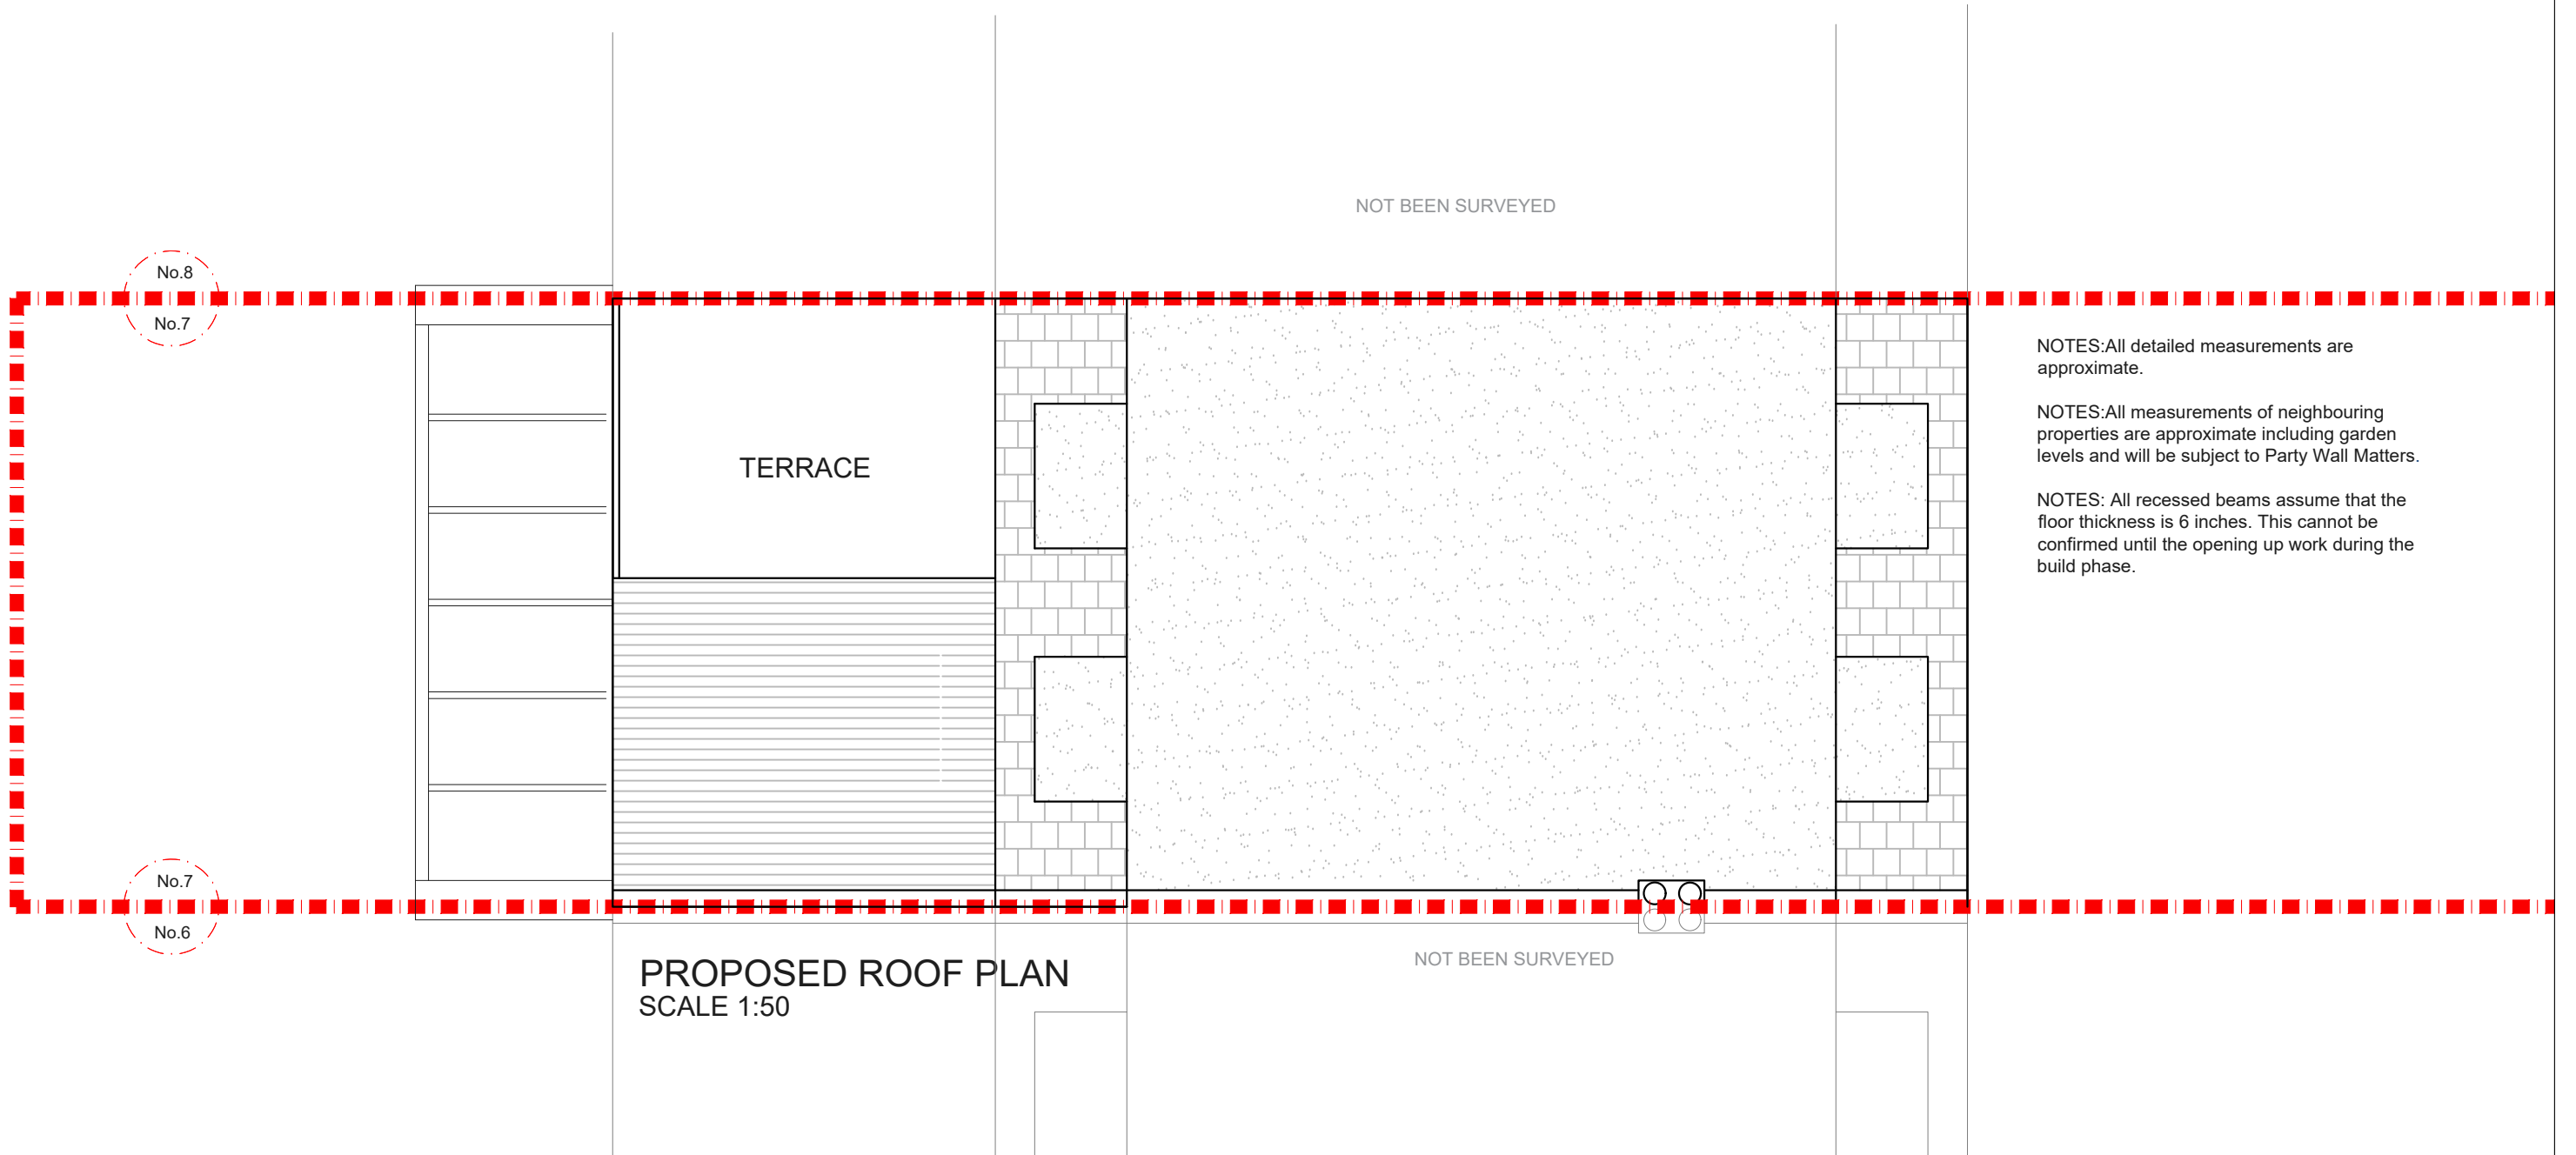 NOT BEEN SURVEYED
No.8
No.7
NOTES:All detailed measurements are
approximate.
NOTES:All measurements of neighbouring
properties are approximate including garden
levels and will be subject to Party Wall Matters.
NOTES: All recessed beams assume that the
floor thickness is 6 inches. This cannot be
confirmed until the opening up work during the
build phase.
TERRACE
No.7
No.6
NOT BEEN SURVEYED
PROPOSED ROOF PLAN
SCALE 1:50